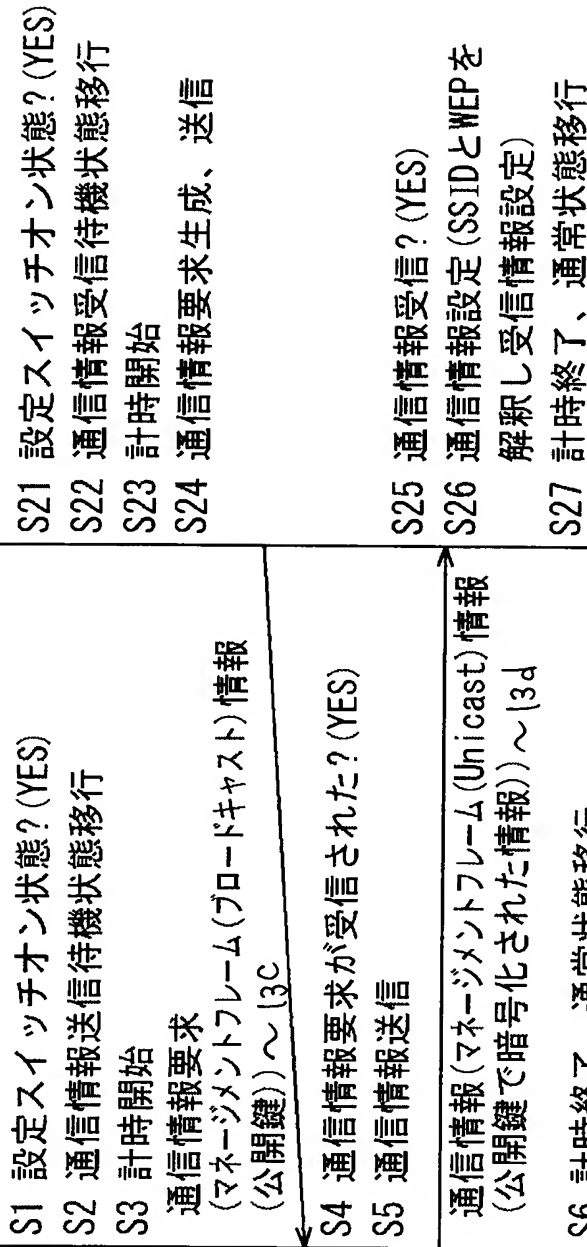 S1 設定スイッチオン状態?(YES)
S2 通信情報送信待機状態移行
S3 計時開始
通信情報要求
(マネージメントフレーム(ブロードキャスト)情報
(公開鍵))～13c
S4 通信情報要求が受信された?(YES)
S5 通信情報送信
通信情報(マネージメントフレーム(Unicast)情報
(公開鍵で暗号化された情報))～13d
S6 計時終了、通常状態移行
S21 設定スイッチオン状態?(YES)
S22 通信情報受信待機状態移行
S23 計時開始
S24 通信情報要求生成、送信
S25 通信情報受信?(YES)
S26 通信情報設定(SSIDとWEPを
解釈し受信情報設定)
S27 計時終了、通常状態移行